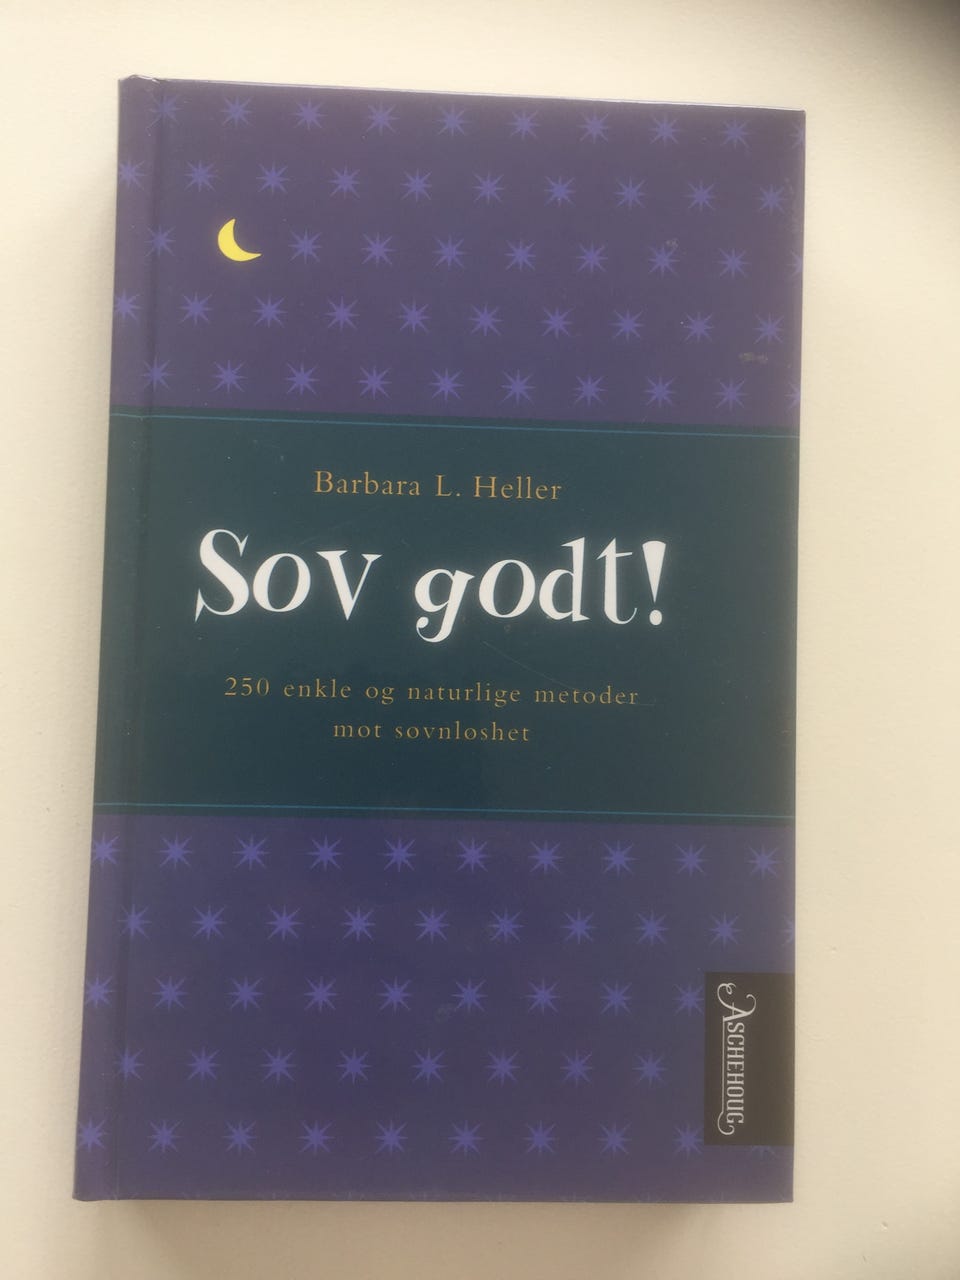 Barbara L. Heller
Sov godt!
250 enkle og naturlige metoder
mot søvnløshet
ASCHEHOUG